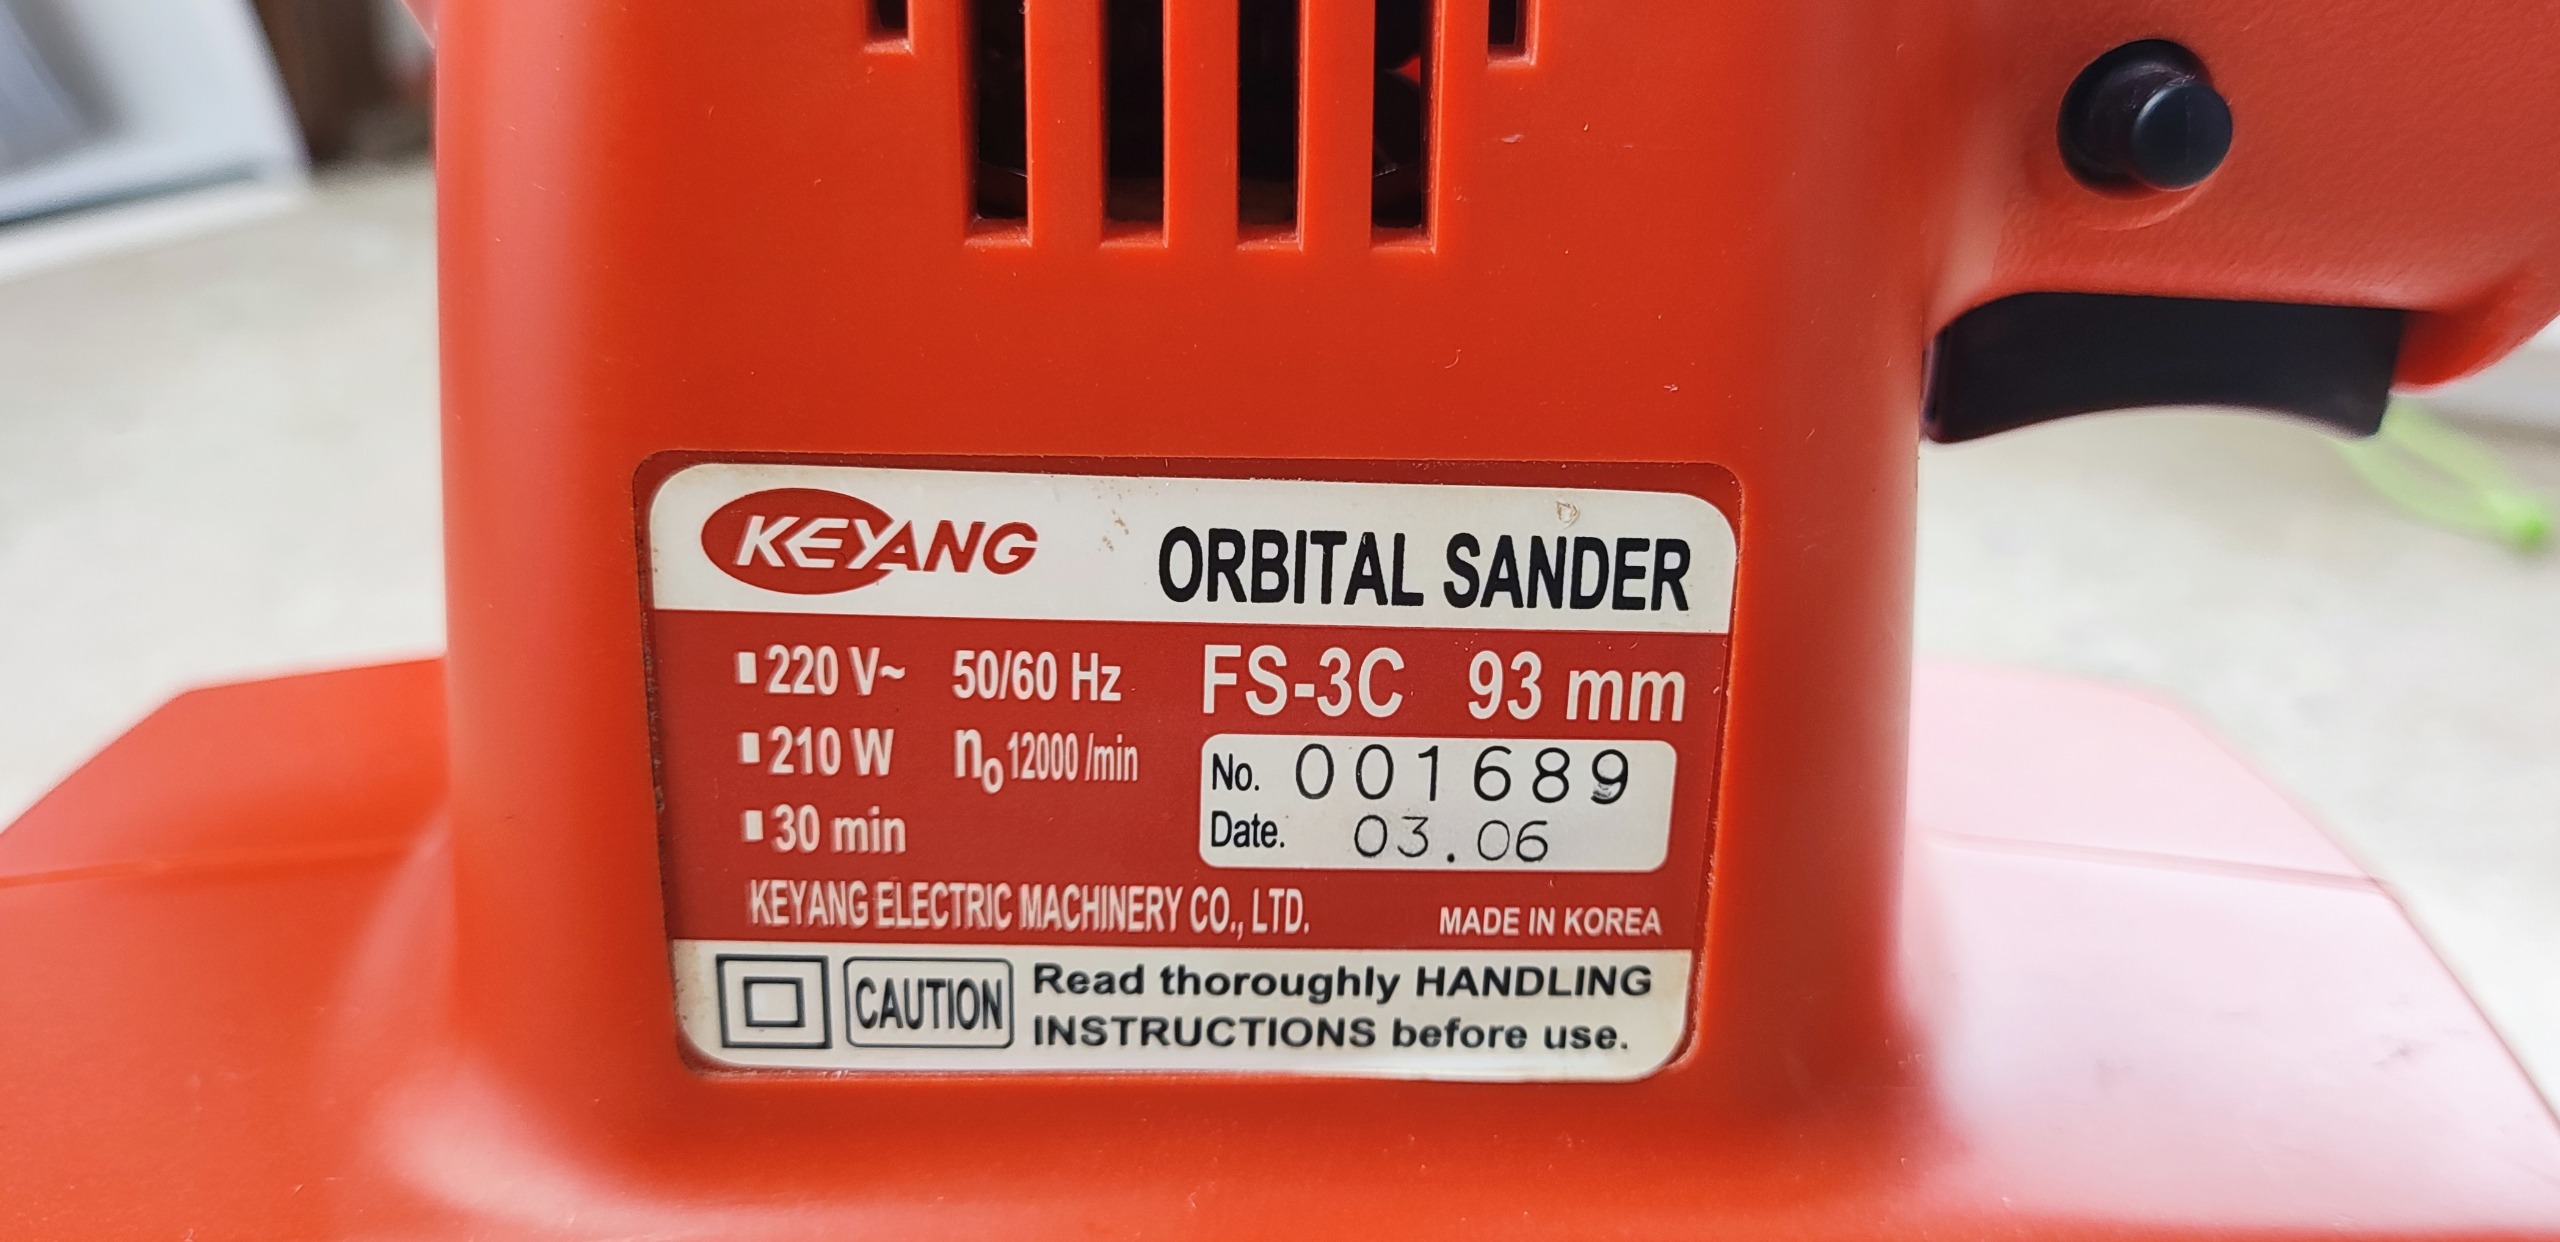 KEYANG ORBITAL SANDER
220 V~ 50/60 Hz FS-3C 93 mm
210 W n₀ 12000 /min No. 001689
30 min Date. 03.06
KEYANG ELECTRIC MACHINERY CO., LTD. MADE IN KOREA
CAUTION Read thoroughly HANDLING
INSTRUCTIONS before use.